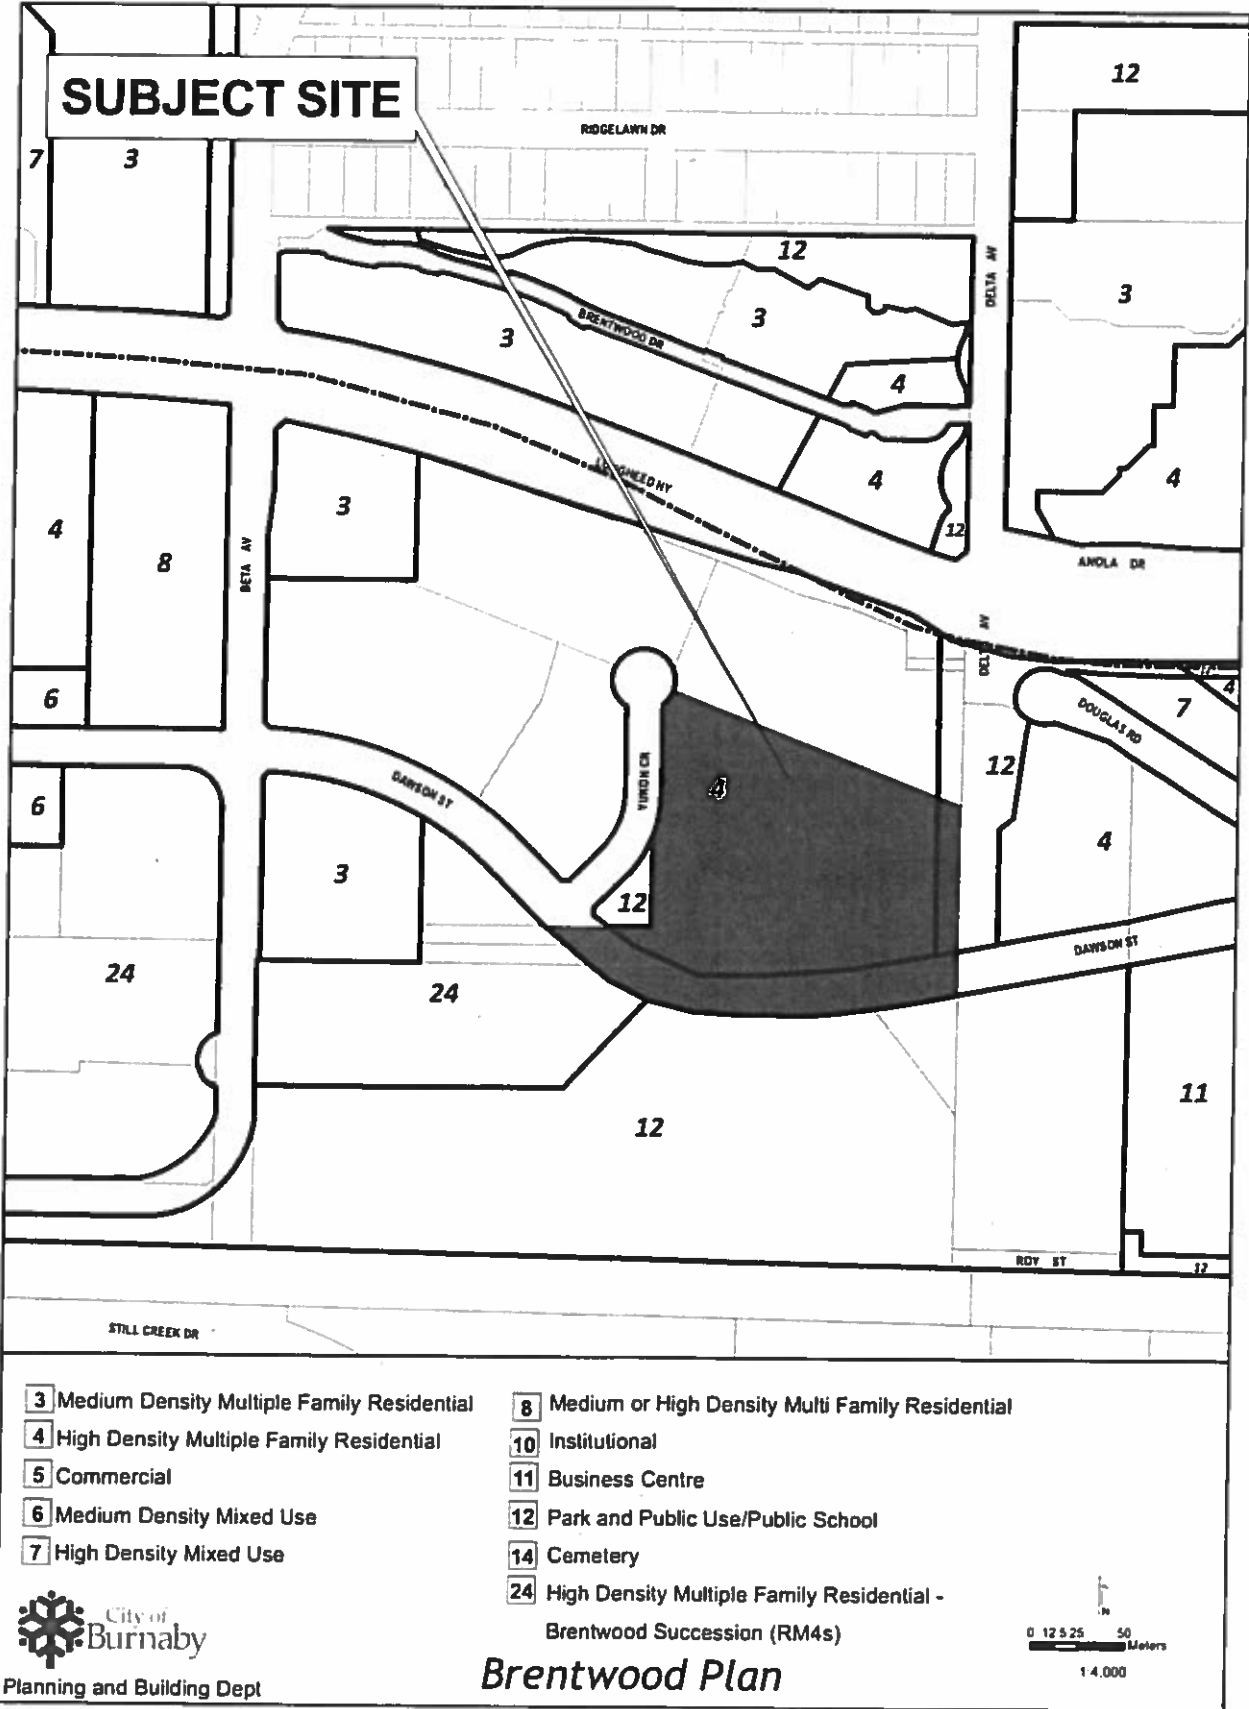 12
SUBJECT SITE
RIDGELAWN DR
7
3
12
DELTA AV
3
3
BRENTWOOD DR
3
4
LOUGHEED HY
4
4
3
4
8
BETA AV
12
ANOLA DR
DELTA AV
4
6
7
DOUGLAS RD
12
YUKON CR
4
DAWSON ST
6
4
3
12
DAWSON ST
24
24
11
12
ROY ST
12
STILL CREEK DR
3 Medium Density Multiple Family Residential
4 High Density Multiple Family Residential
5 Commercial
6 Medium Density Mixed Use
7 High Density Mixed Use
8 Medium or High Density Multi Family Residential
10 Institutional
11 Business Centre
12 Park and Public Use/Public School
14 Cemetery
24 High Density Multiple Family Residential -
Brentwood Succession (RM4s)
City of
Burnaby
Planning and Building Dept
Brentwood Plan
N
0 12.5 25 50
Meters
1:4,000